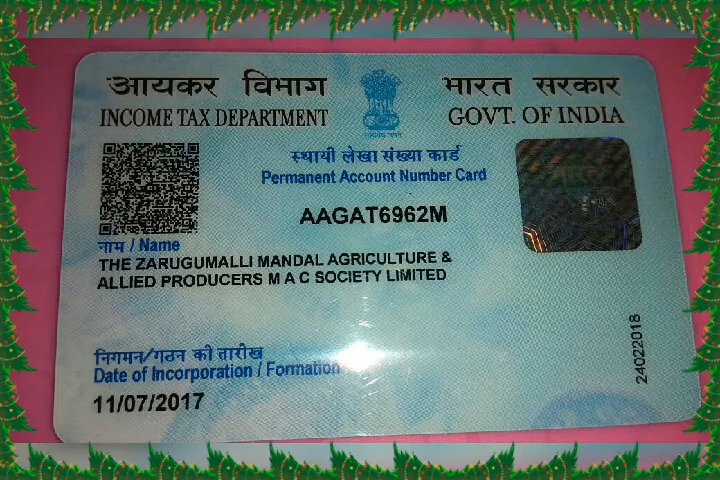 आयकर विभाग
INCOME TAX DEPARTMENT
भारत सरकार
GOVT. OF INDIA
स्थायी लेखा संख्या कार्ड
Permanent Account Number Card
AAGAT6962M
नाम / Name
THE ZARUGUMALLI MANDAL AGRICULTURE &
ALLIED PRODUCERS M A C SOCIETY LIMITED
निगमन/गठन की तारीख
Date of Incorporation / Formation
11/07/2017
24022018